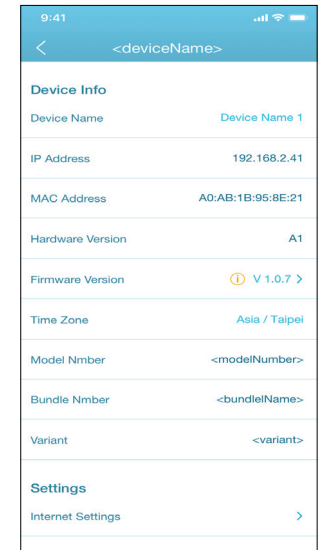 9:41
<deviceName>
Device Info
Device Name Device Name 1
IP Address 192.168.2.41
MAC Address A0:AB:1B:95:8E:21
Hardware Version A1
Firmware Version V 1.0.7
Time Zone Asia / Taipei
Model Nmber <modelNumber>
Bundle Nmber <bundlelName>
Variant <variant>
Settings
Internet Settings